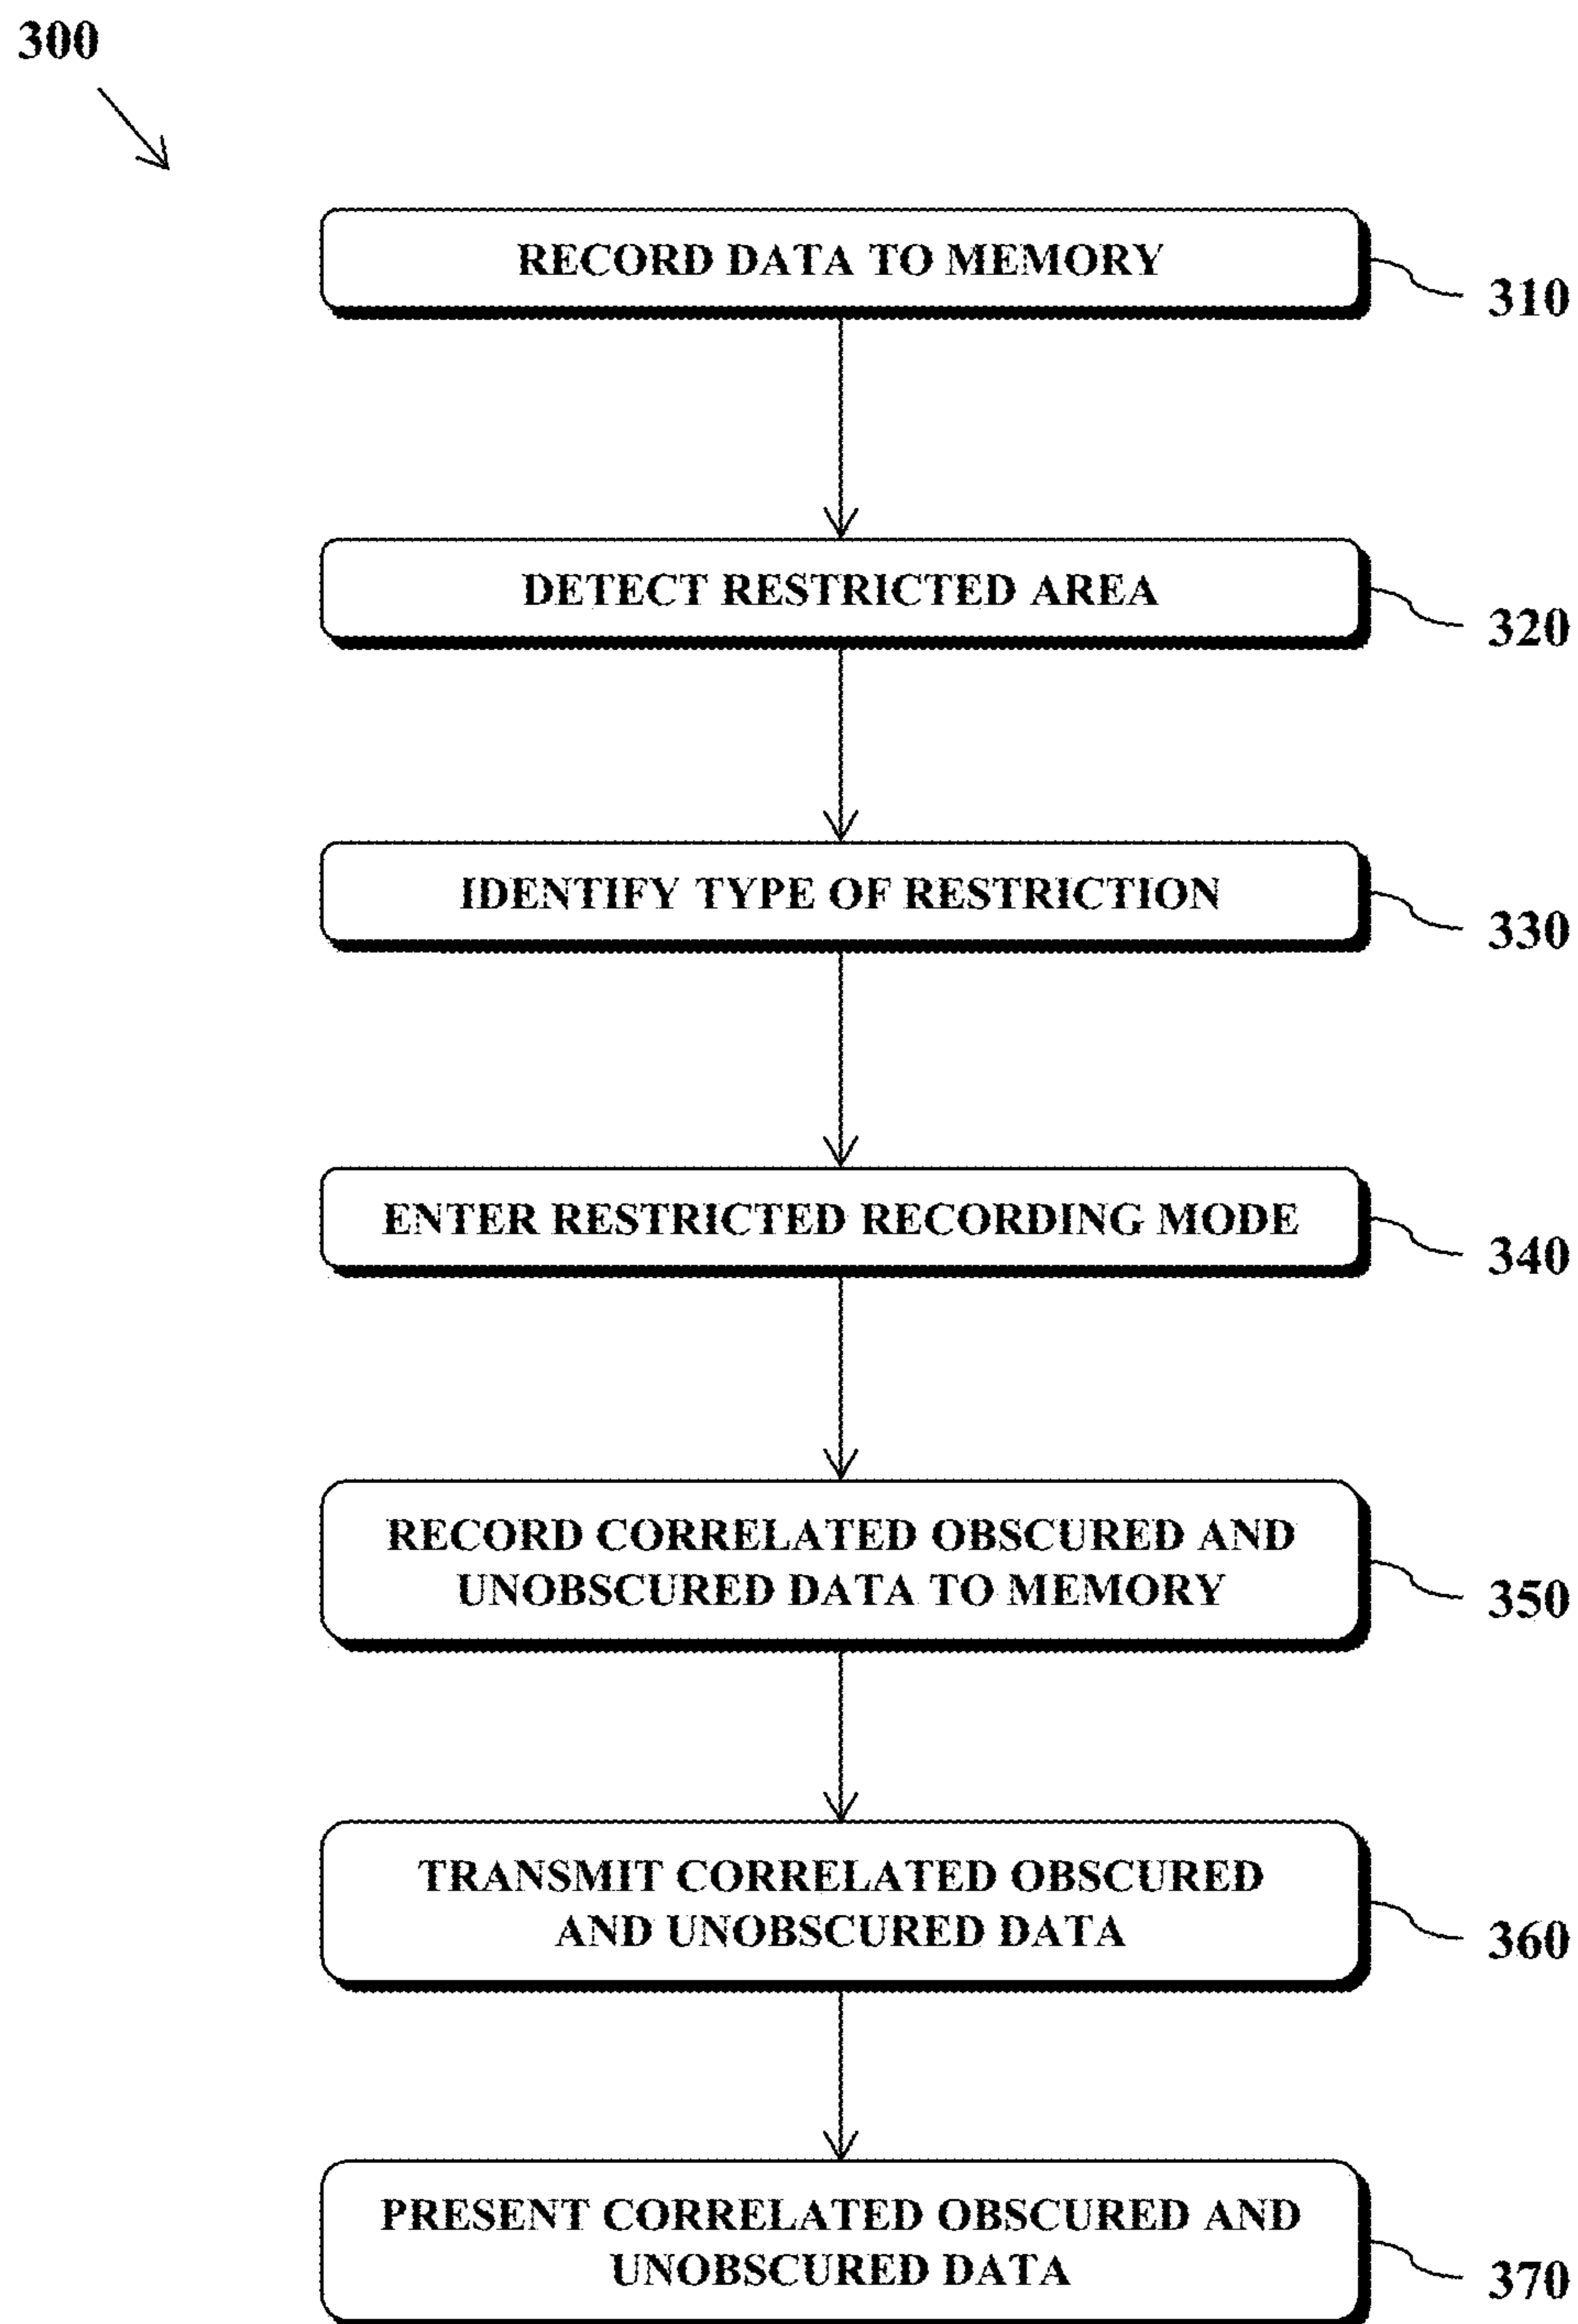 300
RECORD DATA TO MEMORY
310
DETECT RESTRICTED AREA
320
IDENTIFY TYPE OF RESTRICTION
330
ENTER RESTRICTED RECORDING MODE
340
RECORD CORRELATED OBSCURED AND
UNOBSCURED DATA TO MEMORY
350
TRANSMIT CORRELATED OBSCURED
AND UNOBSCURED DATA
360
PRESENT CORRELATED OBSCURED AND
UNOBSCURED DATA
370